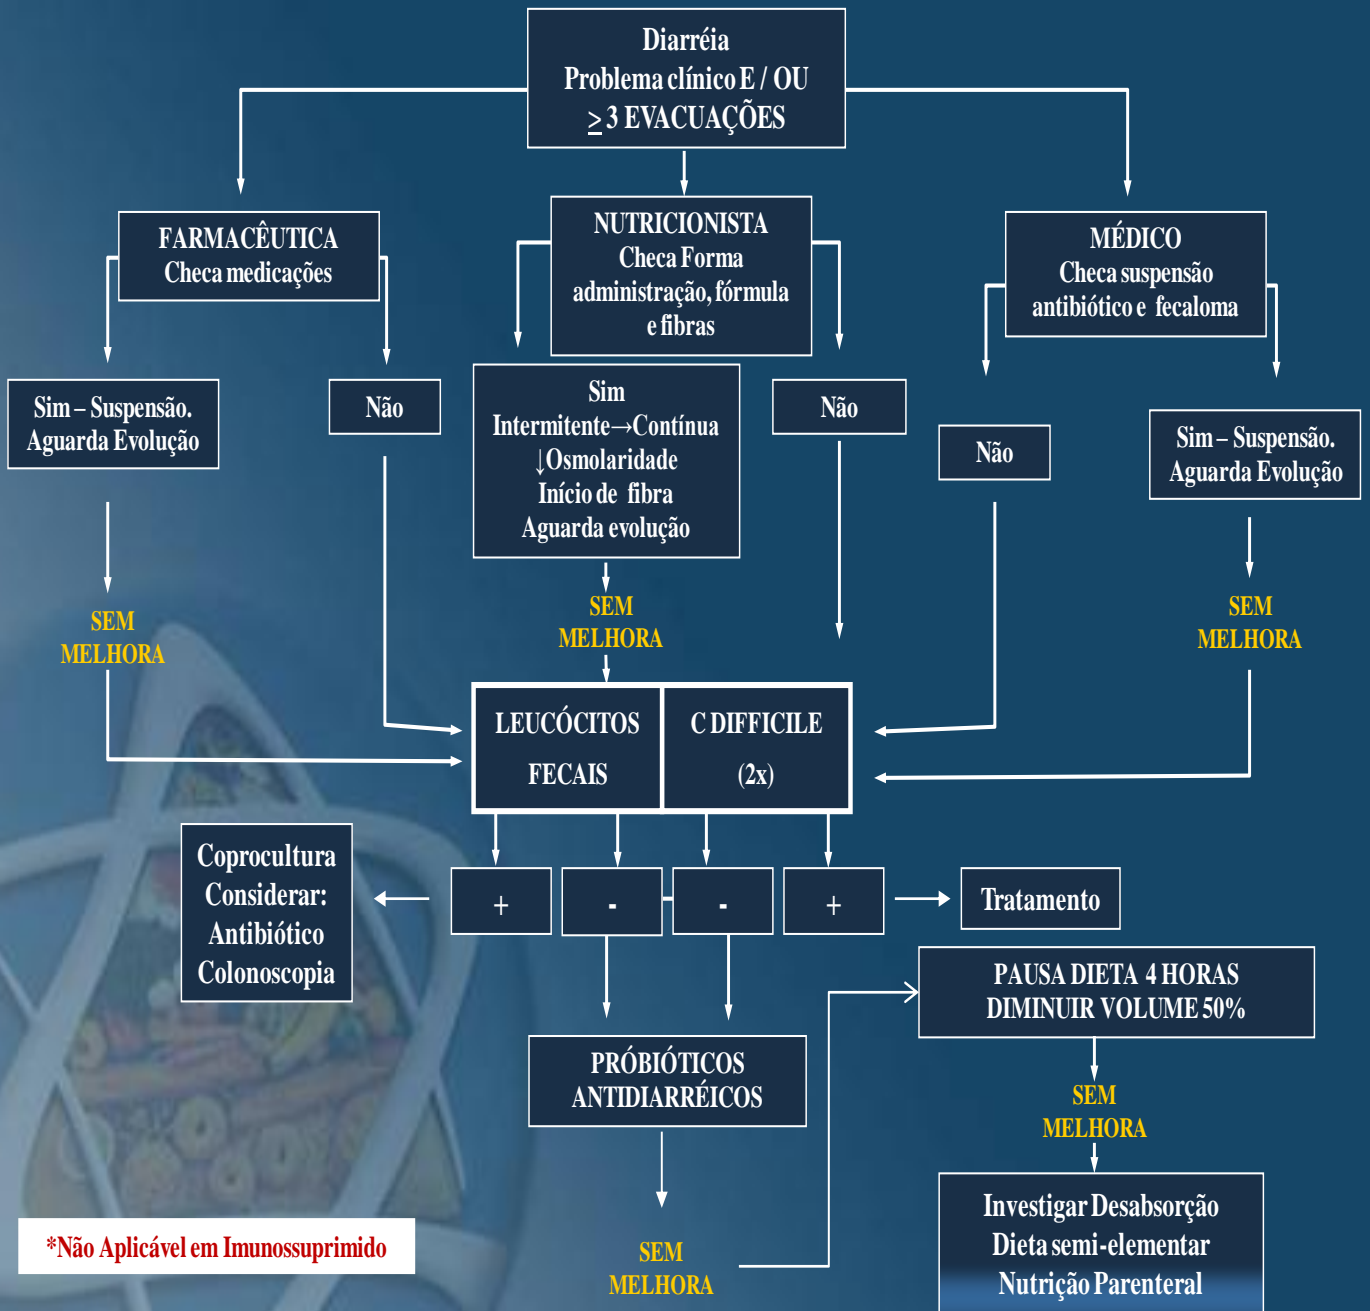 Diarréia
Problema clínico E / OU
≥ 3 EVACUAÇÕES
FARMACÊUTICA
Checa medicações
NUTRICIONISTA
Checa Forma
administração, fórmula
e fibras
MÉDICO
Checa suspensão
antibiótico e fecaloma
Sim – Suspensão.
Aguarda Evolução
Não
Sim
Intermitente→Contínua
↓Osmolaridade
Início de fibra
Aguarda evolução
Não
Não
Sim – Suspensão.
Aguarda Evolução
SEM
MELHORA
SEM
MELHORA
SEM
MELHORA
LEUCÓCITOS
FECAIS
C DIFFICILE
(2x)
Coprocultura
Considerar:
Antibiótico
Colonoscopia
+
-
-
+
Tratamento
PAUSA DIETA 4 HORAS
DIMINUIR VOLUME 50%
PRÓBIÓTICOS
ANTIDIARRÉICOS
SEM
MELHORA
SEM
MELHORA
Investigar Desabsorção
Dieta semi-elementar
Nutrição Parenteral
*Não Aplicável em Imunossuprimido